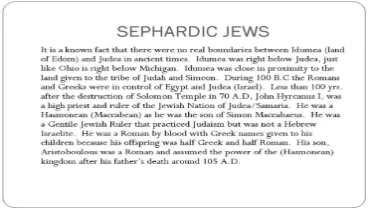 SEPHARDIC JEWS
It is a known fact that there were no real boundaries between Idumea (land
of Edom) and Judea in ancient times. Idumea was right below Judea, just
like Ohio is right below Michigan. Idumea was close in proximity to the
land given to the tribe of Judah and Simeon. During 100 B.C the Romans
and Greeks were in control of Egypt and Judea (Israel). Less than 100 yrs.
after the destruction of Solomon Temple in 70 A.D, John Hyrcanus I, was
a high priest and ruler of the Jewish Nation of Judea/Samaria. He was a
Hasmonean (Maccabean) as he was the son of Simon Maccabaeus. He was
a Gentile Jewish Ruler that practiced Judaism but was not a Hebrew
Israelite. He was a Roman by blood with Greek names given to his
children because his offspring was half Greek and half Roman. His son,
Aristoboulous was a Roman and assumed the power of the (Hasmonean)
kingdom after his father's death around 105 A.D.